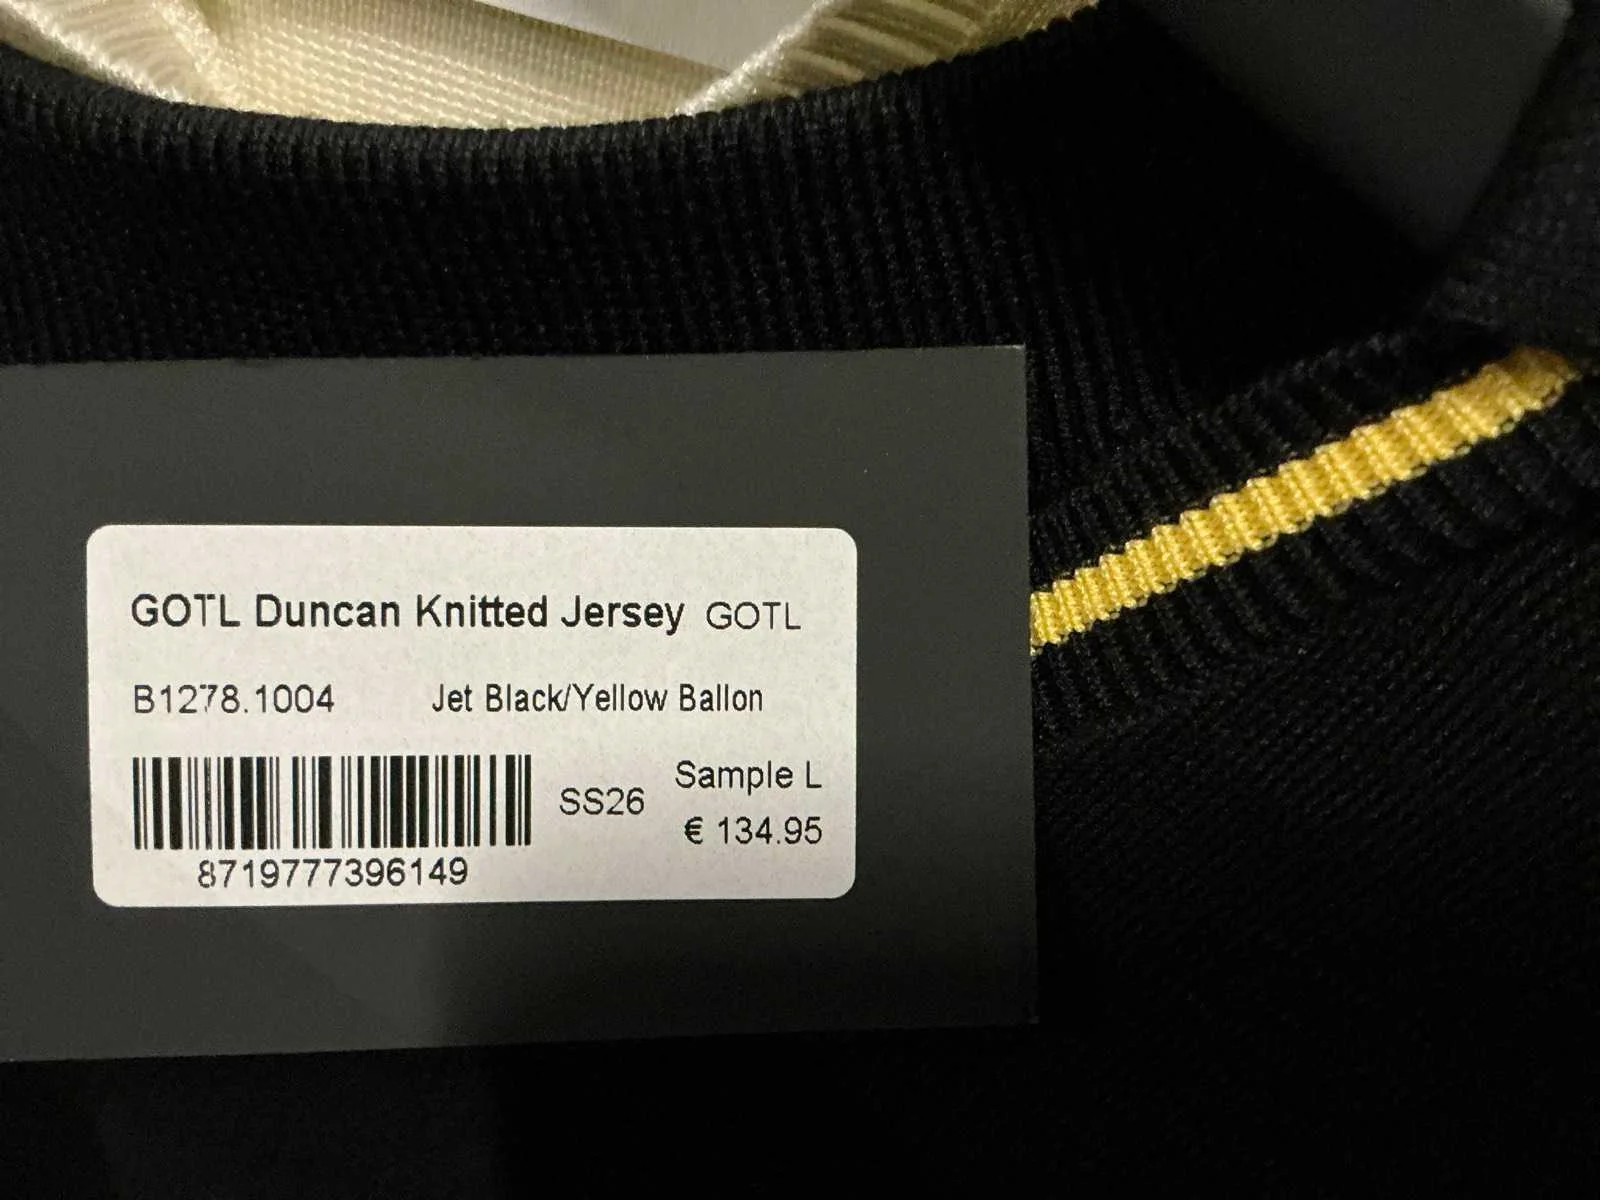 GOTL Duncan Knitted Jersey GOTL
B1278.1004 Jet Black/Yellow Ballon
SS26 Sample L
€ 134.95
8719777396149